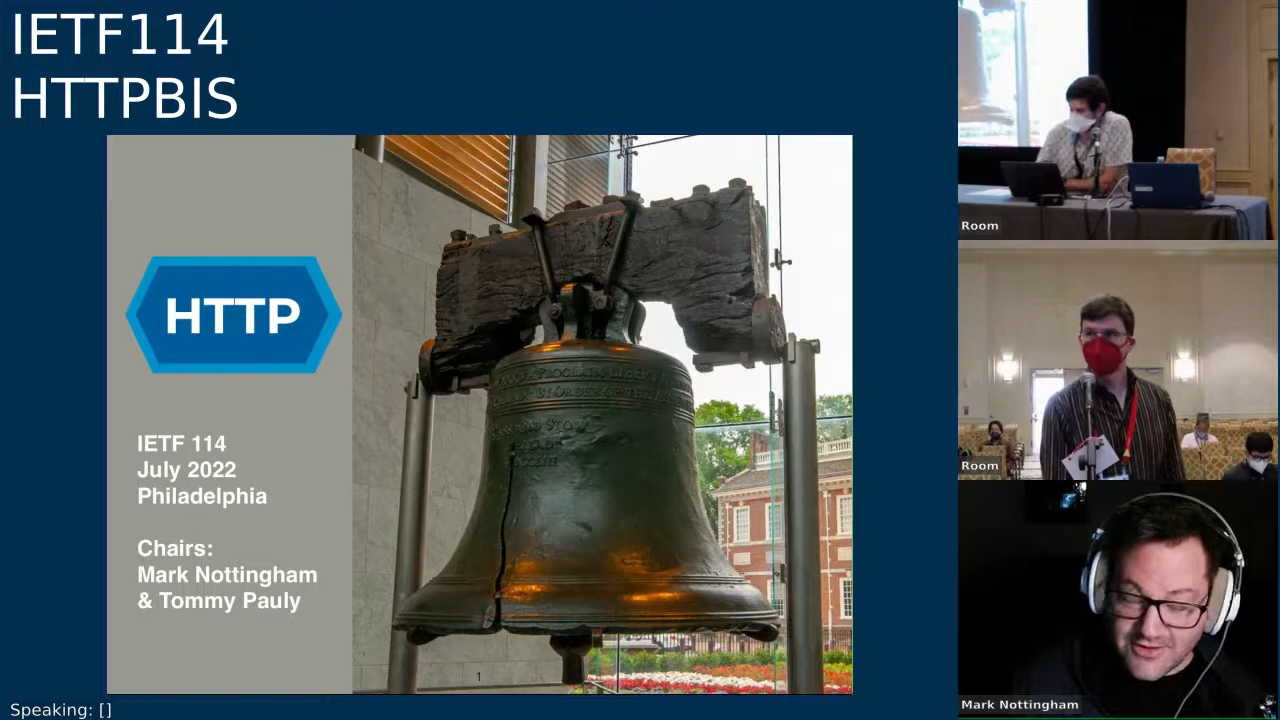 IETF114
HTTPBIS
HTTP
IETF 114
July 2022
Philadelphia
Chairs:
Mark Nottingham
& Tommy Pauly
1
Speaking: []
Room
Room
Mark Nottingham